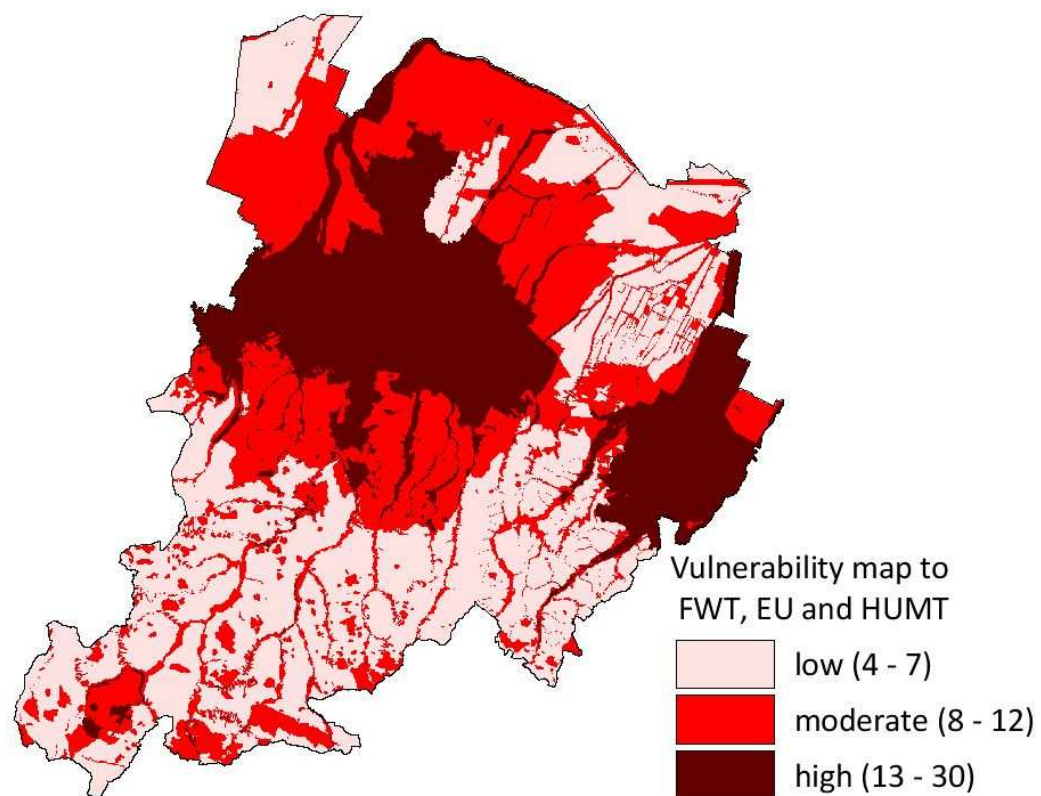 Vulnerability map to
FWT, EU and HUMT
low (4 - 7)
moderate (8 - 12)
high (13 - 30)